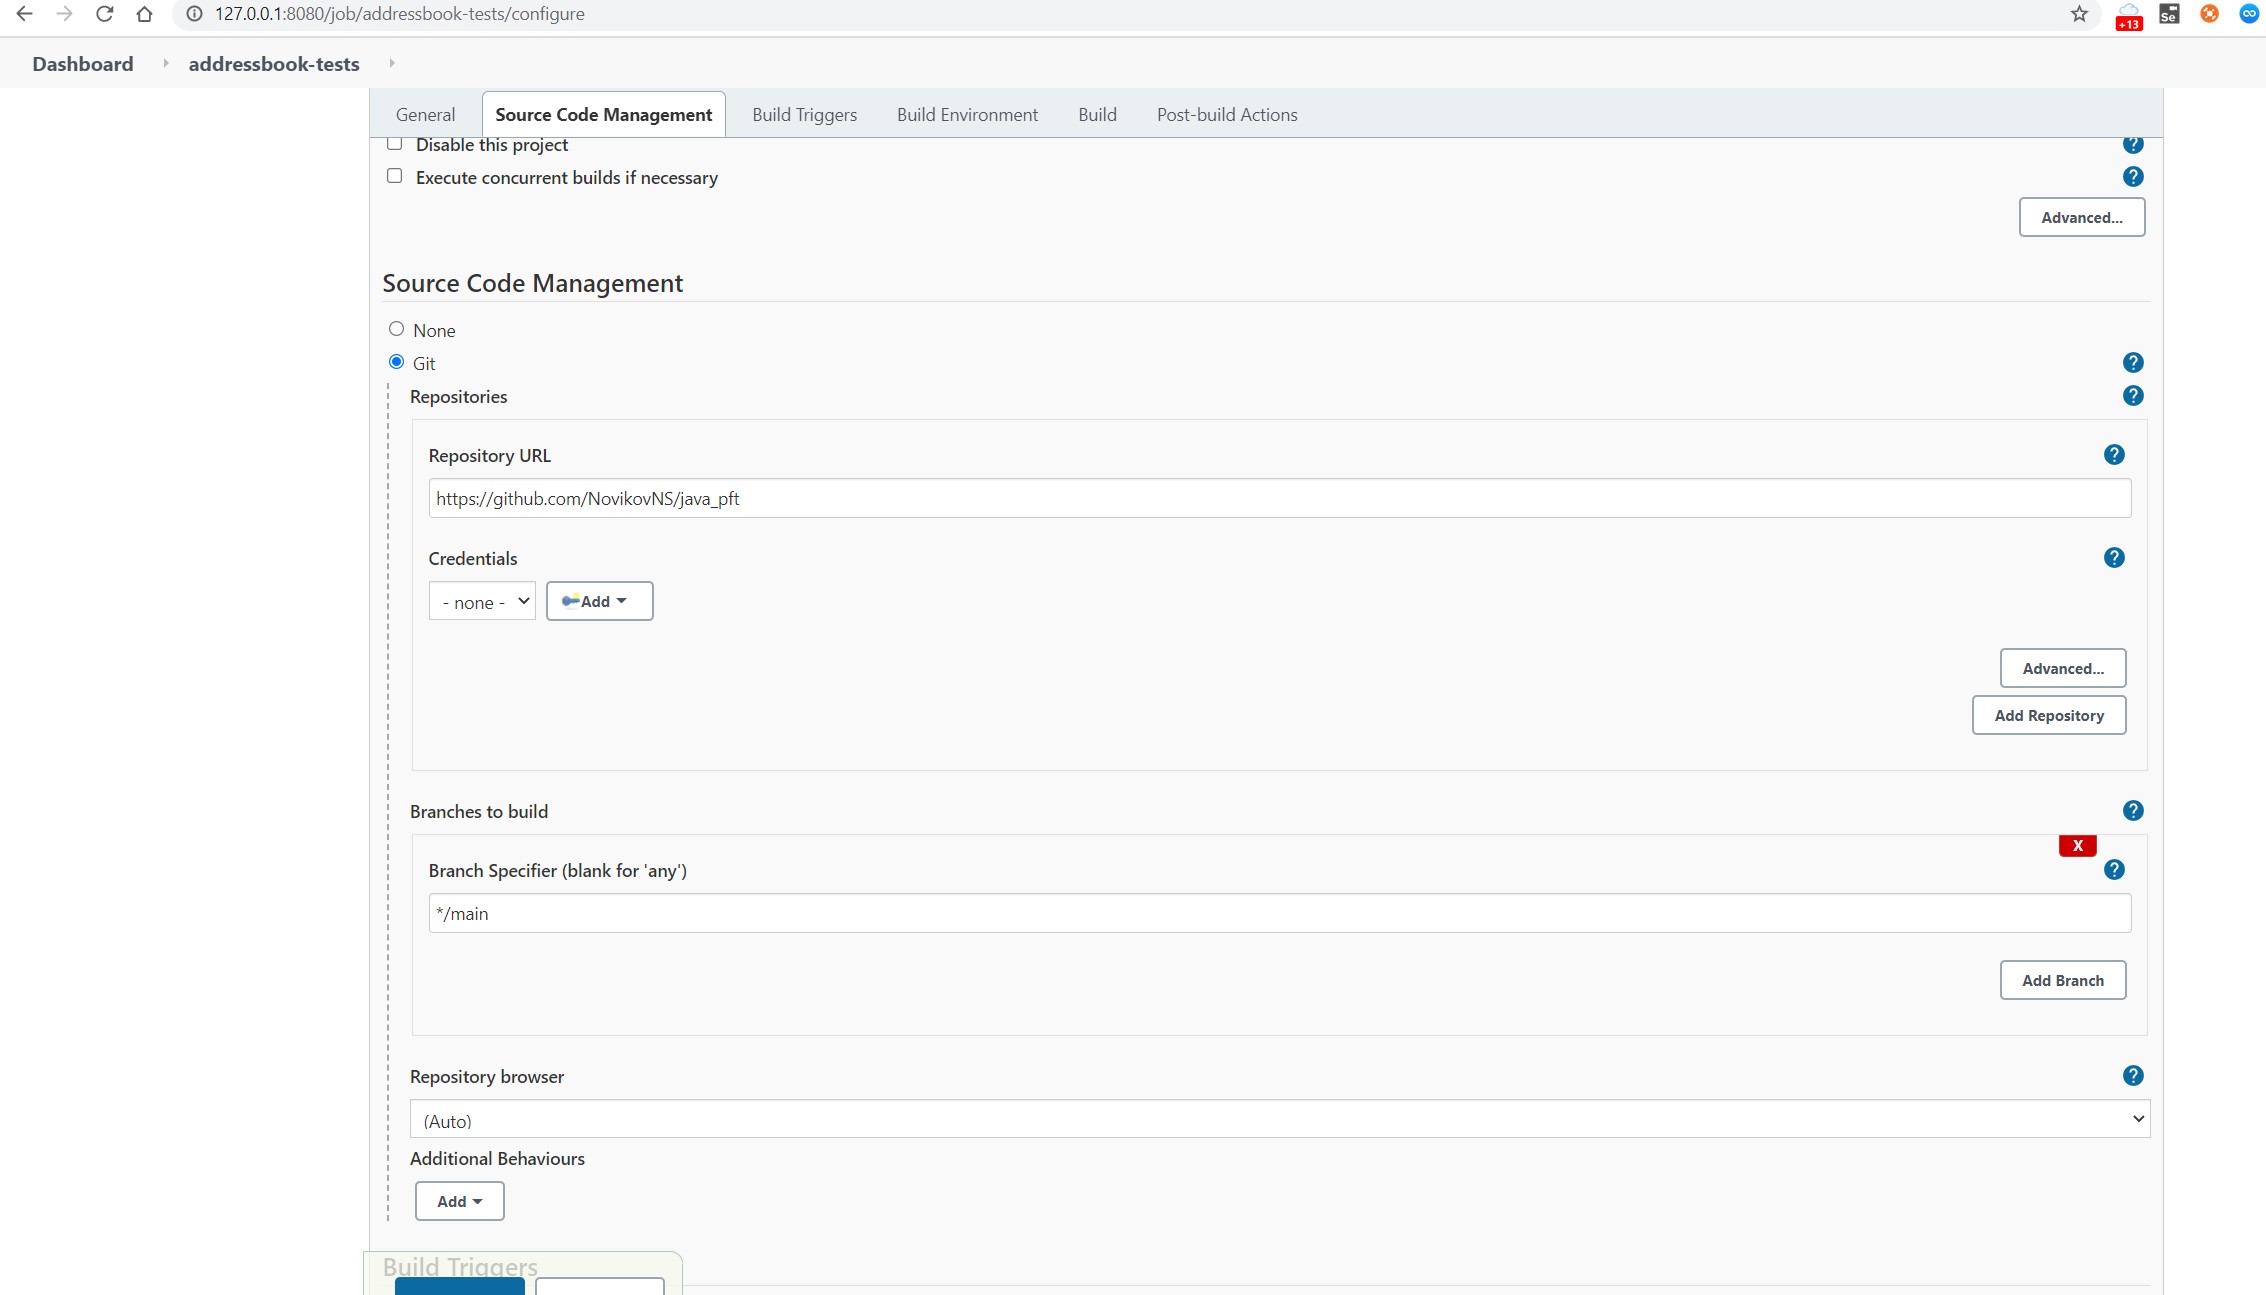 127.0.0.1:8080/job/addressbook-tests/configure
+13
Se
Dashboard addressbook-tests
General Source Code Management Build Triggers Build Environment Build Post-build Actions
Disable this project
?
Execute concurrent builds if necessary
?
Advanced...
Source Code Management
None
Git
?
Repositories
?
Repository URL
?
https://github.com/NovikovNS/java_pft
Credentials
?
- none -
Add
Advanced...
Add Repository
Branches to build
?
X
Branch Specifier (blank for 'any')
?
*/main
Add Branch
Repository browser
?
(Auto)
Additional Behaviours
Add
Build Triggers